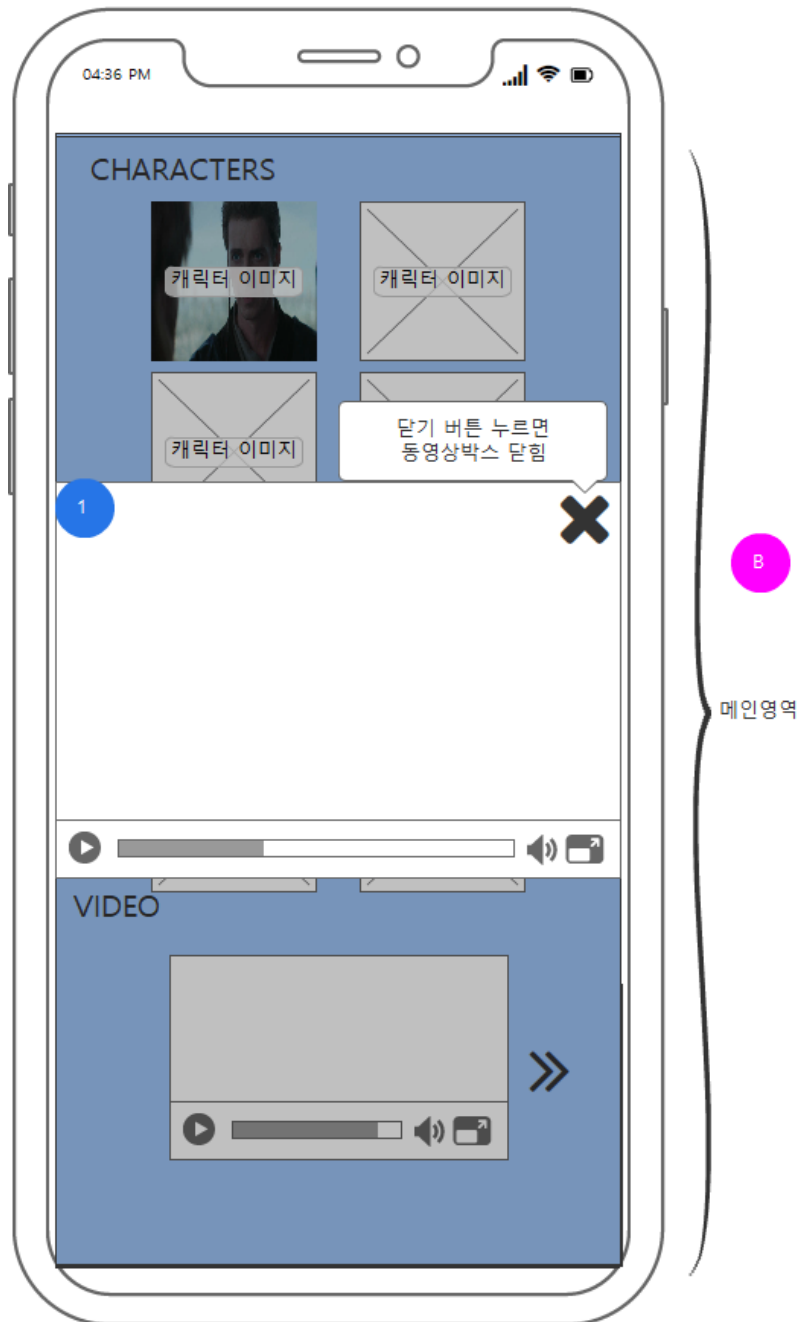 04:36 PM
CHARACTERS
캐릭터 이미지
캐릭터 이미지
캐릭터 이미지
닫기 버튼 누르면
동영상박스 닫힘
1
B
메인영역
VIDEO